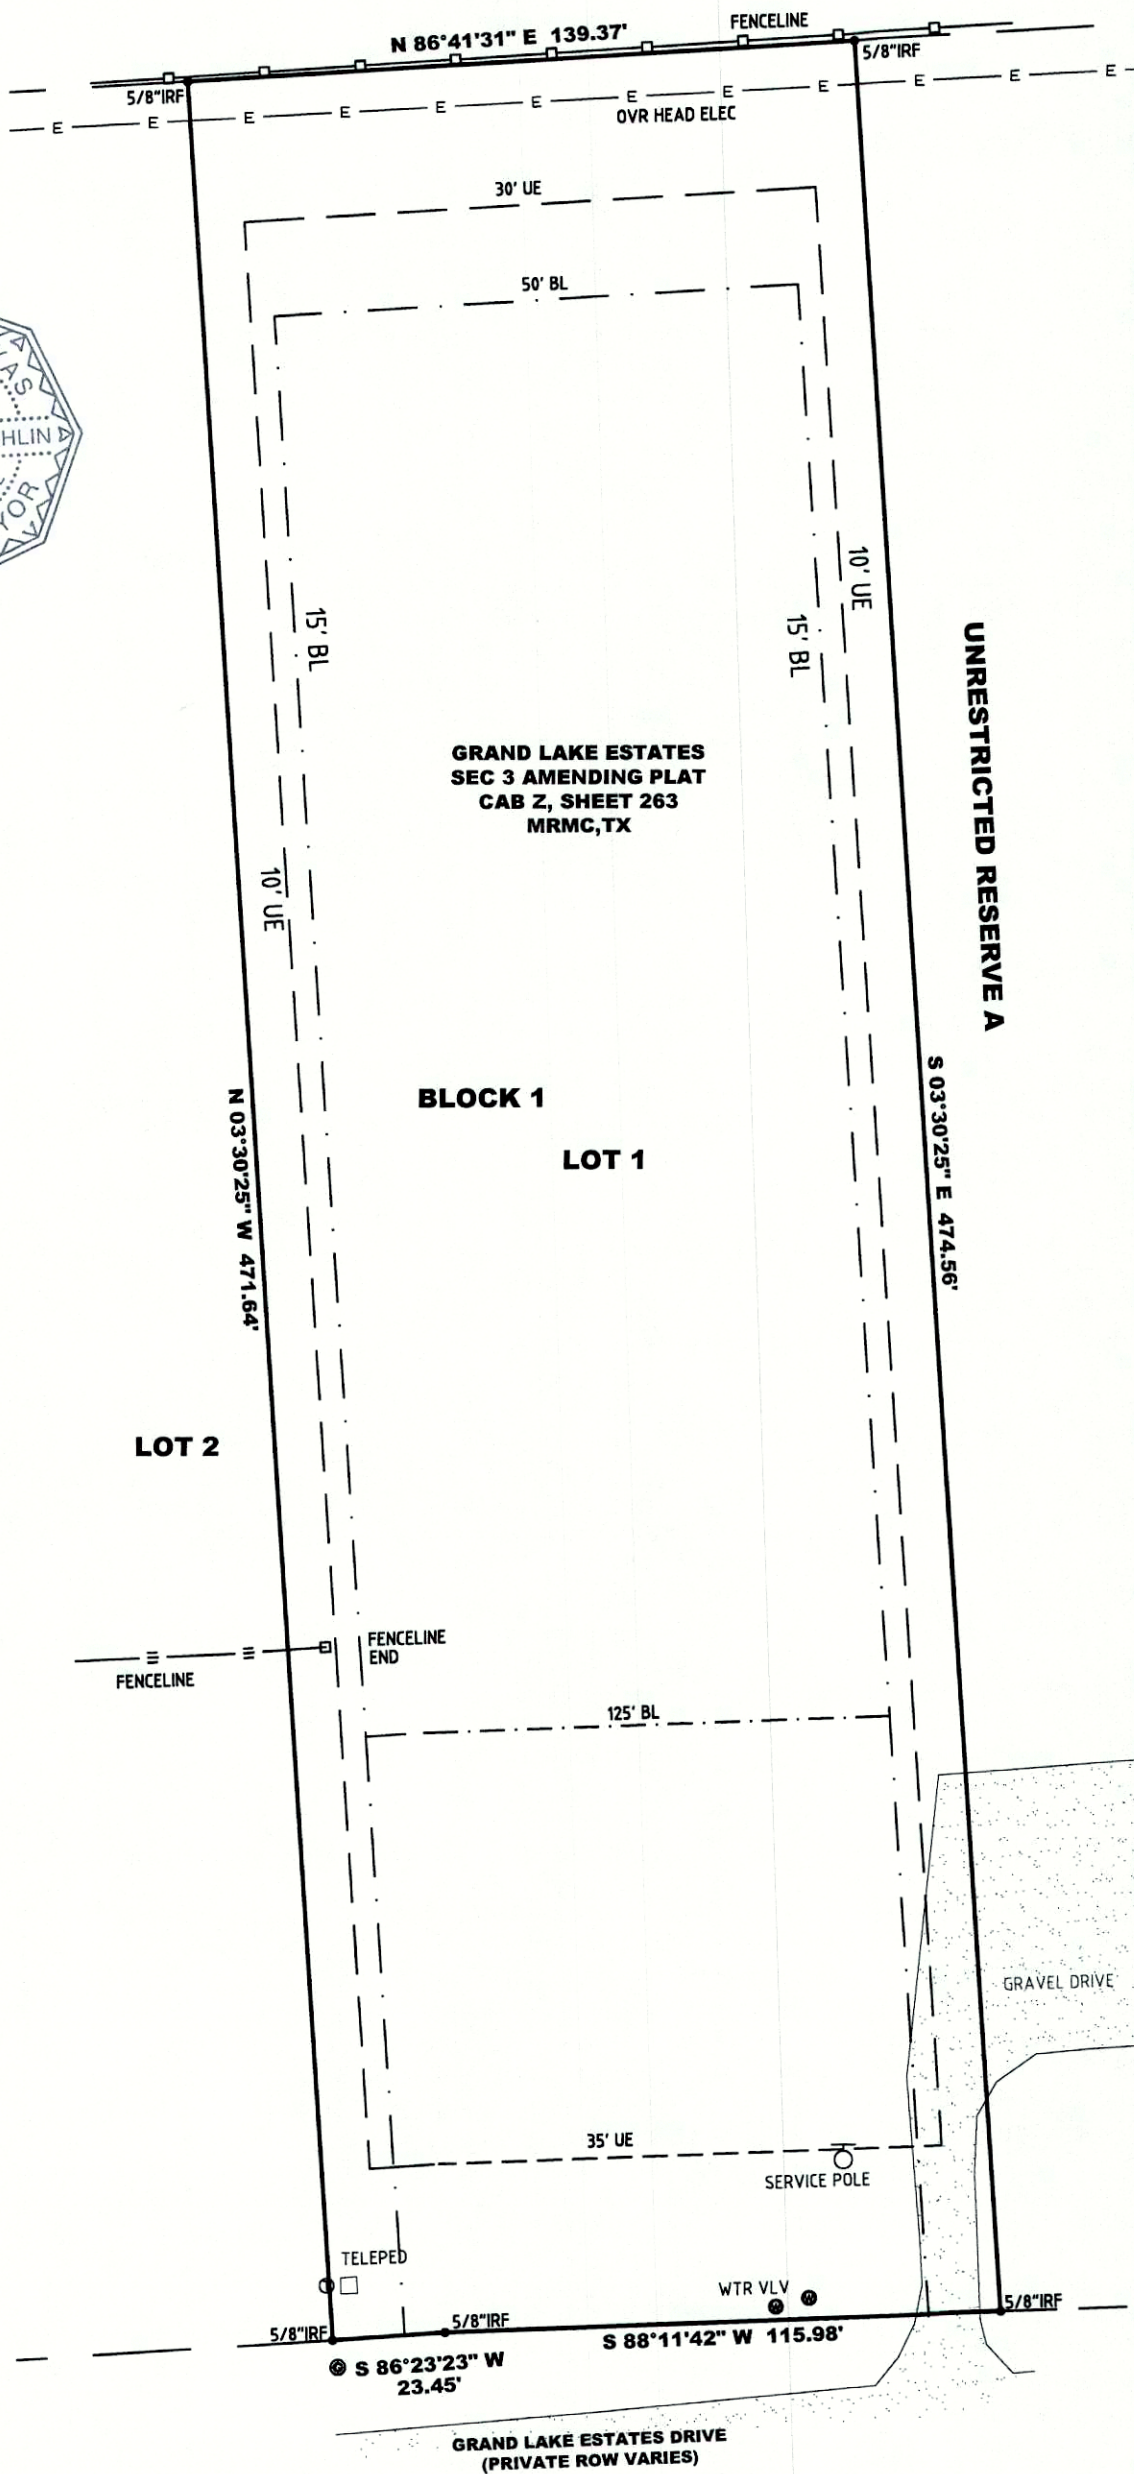 N 86°41'31" E 139.37'
FENCELINE
5/8"IRF
5/8"IRF
E E E E E E E E E E E E
OVR HEAD ELEC
30' UE
50' BL
HLIN
YOR
10' UE
15' BL
15' BL
UNRESTRICTED RESERVE A
GRAND LAKE ESTATES
SEC 3 AMENDING PLAT
CAB Z, SHEET 263
MRMC,TX
10' UE
BLOCK 1
LOT 1
N 03°30'25" W 471.64'
S 03°30'25" E 474.56'
LOT 2
FENCELINE
END
FENCELINE
125' BL
GRAVEL DRIVE
35' UE
SERVICE POLE
TELEPED
WTR VLV
W W
5/8"IRF
5/8"IRF
5/8"IRF
S 88°11'42" W 115.98'
G S 86°23'23" W
23.45'
GRAND LAKE ESTATES DRIVE
(PRIVATE ROW VARIES)